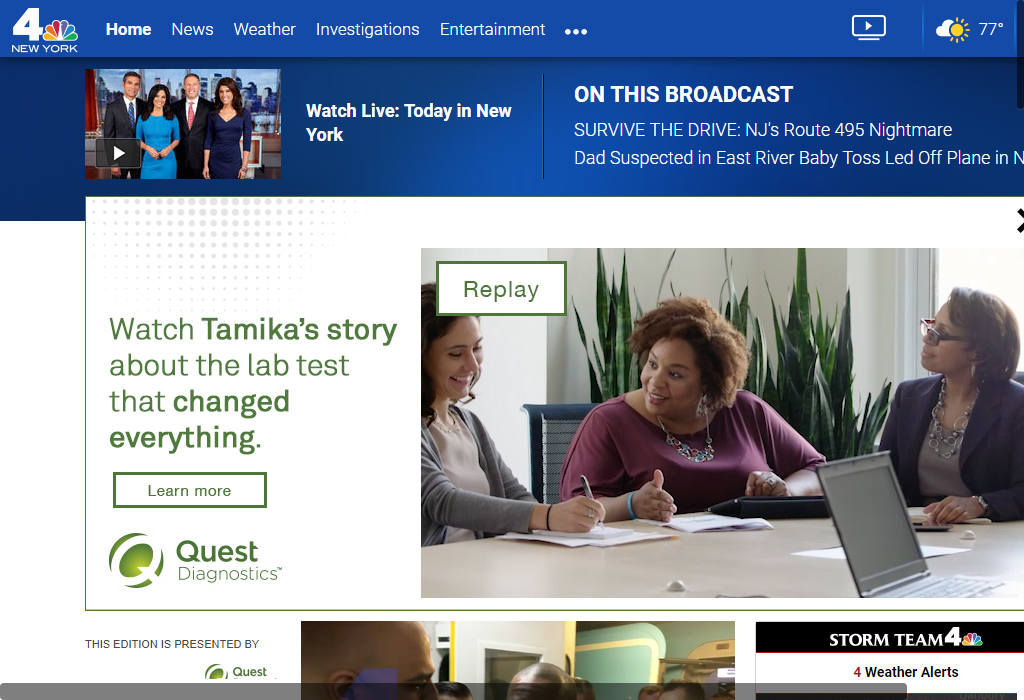 4
NEW YORK
Home News Weather Investigations Entertainment •••
77°
Watch Live: Today in New
York
ON THIS BROADCAST
SURVIVE THE DRIVE: NJ's Route 495 Nightmare
Dad Suspected in East River Baby Toss Led Off Plane in N
Replay
Watch Tamika's story
about the lab test
that changed
everything.
Learn more
Quest
Diagnostics™
THIS EDITION IS PRESENTED BY
Quest
STORM TEAM 4
4 Weather Alerts